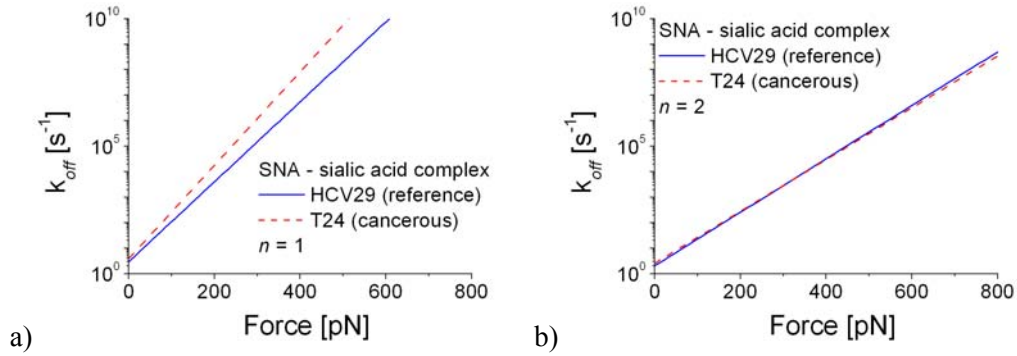 10^10
10^5
10^0
k_off [s^-1]
SNA - sialic acid complex
HCV29 (reference)
T24 (cancerous)
n = 1
0 200 400 600 800
Force [pN]
a)
10^10
10^5
10^0
k_off [s^-1]
SNA - sialic acid complex
HCV29 (reference)
T24 (cancerous)
n = 2
0 200 400 600 800
Force [pN]
b)